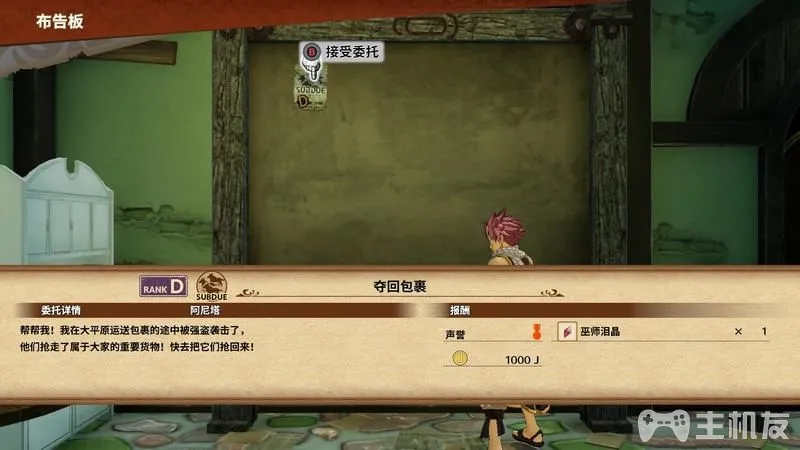 布告板
B 接受委托
SUBDUE
D
RANK D
SUBDUE
夺回包裹
委托详情 阿尼塔
报酬
帮帮我！我在大平原运送包裹的途中被强盗袭击了，
他们抢走了属于大家的重要货物！快去把它们抢回来！
声誉
巫师泪晶 × 1
J 1000 J
主机友